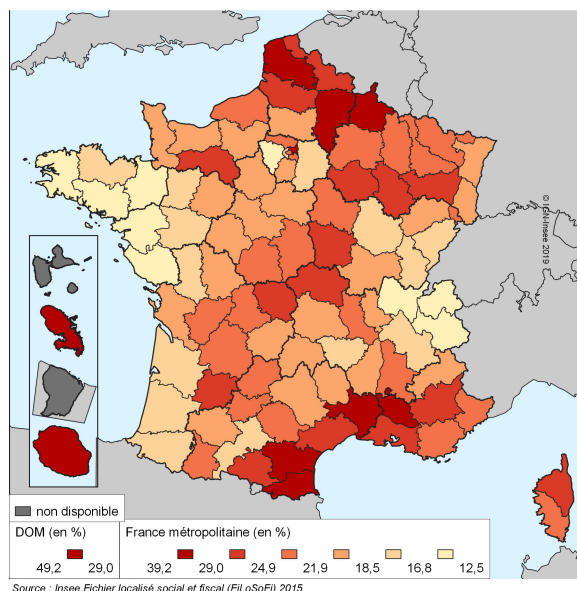 © IGN-Insee 2019
non disponible
DOM (en %)
49,2 29,0
France métropolitaine (en %)
39,2 29,0 24,9 21,9 18,5 16,8 12,5
Source : Insee Fichier localisé social et fiscal (FiLoSoFi) 2015